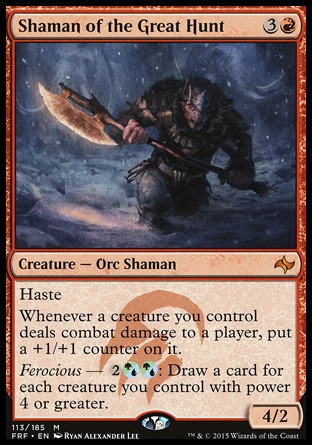 Shaman of the Great Hunt 3
Creature — Orc Shaman
Haste
Whenever a creature you control
deals combat damage to a player, put
a +1/+1 counter on it.
Ferocious — 2 : Draw a card for
each creature you control with power
4 or greater.
113/185 M
FRF • EN Ryan Alexander Lee
4/2
™ & © 2015 Wizards of the Coast